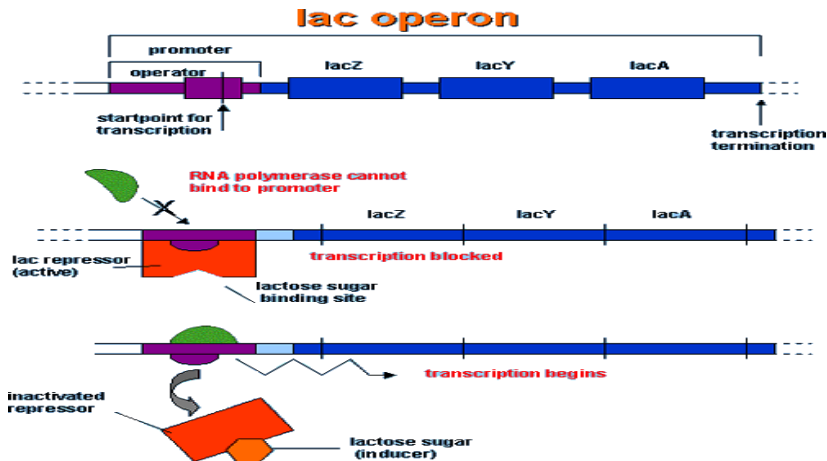 lac operon
promoter
operator
lacZ lacY lacA
startpoint for
transcription
transcription
termination
RNA polymerase cannot
bind to promoter
X
lacZ lacY lacA
lac repressor
(active)
transcription blocked
lactose sugar
binding site
transcription begins
inactivated
repressor
lactose sugar
(inducer)